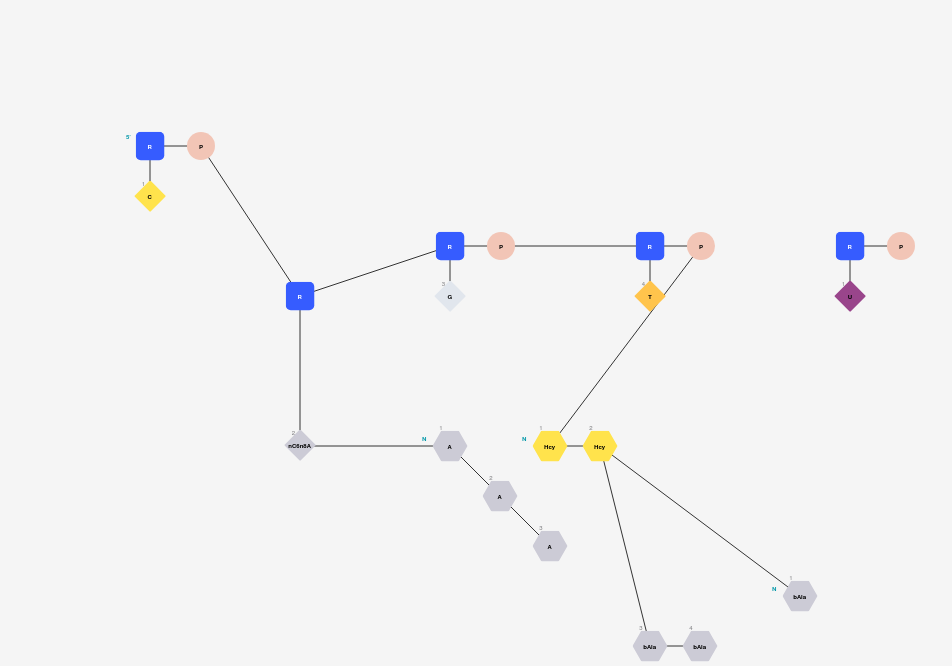 5'
R P
1
C
R P R P R P
3 4 1
G T U
R
2 N 1 N 1 2
nC6n8A A Hcy Hcy
2
A
3
A
1
N bAla
3 4
bAla bAla